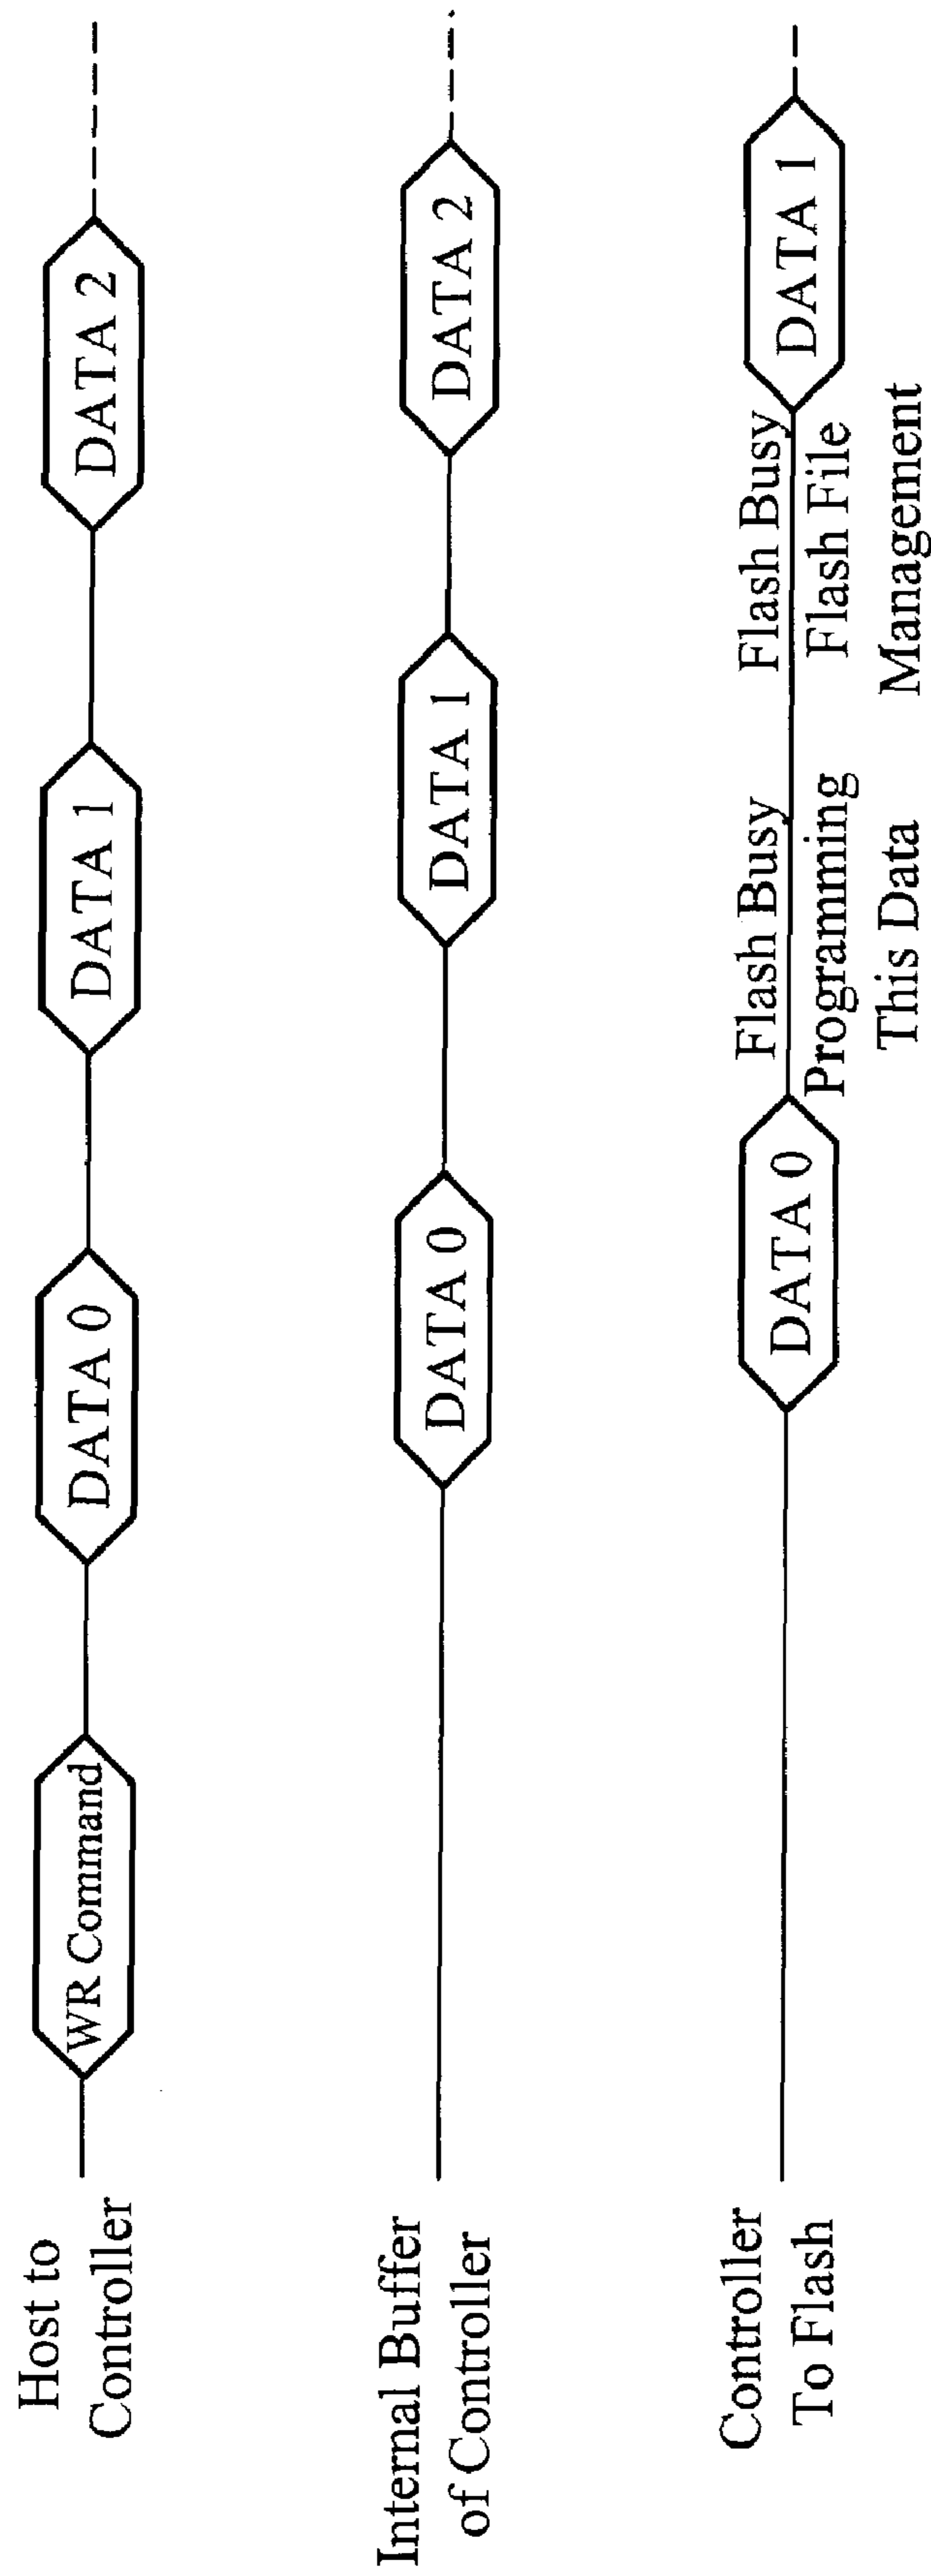 Host to
Controller
WR Command
DATA 0
DATA 1
DATA 2
Internal Buffer
of Controller
DATA 0
DATA 1
DATA 2
Controller
To Flash
DATA 0
Flash Busy
Programming
This Data
Flash Busy
Flash File
Management
DATA 1